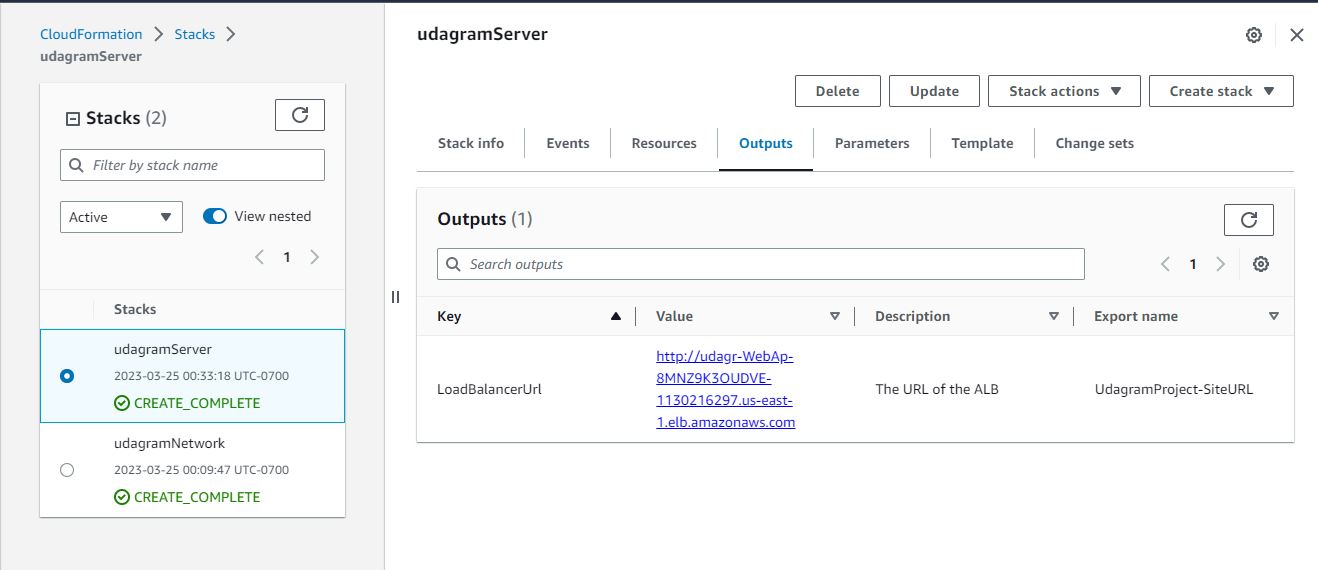 CloudFormation > Stacks >
udagramServer
Stacks (2)
Filter by stack name
Active
View nested
1
Stacks
udagramServer
2023-03-25 00:33:18 UTC-0700
CREATE_COMPLETE
udagramNetwork
2023-03-25 00:09:47 UTC-0700
CREATE_COMPLETE
udagramServer
Delete Update Stack actions Create stack
Stack info Events Resources Outputs Parameters Template Change sets
Outputs (1)
Search outputs
1
Key Value Description Export name
http://udagr-WebAp-
8MNZ9K3OUDVE-
LoadBalancerUrl The URL of the ALB UdagramProject-SiteURL
1130216297.us-east-
1.elb.amazonaws.com